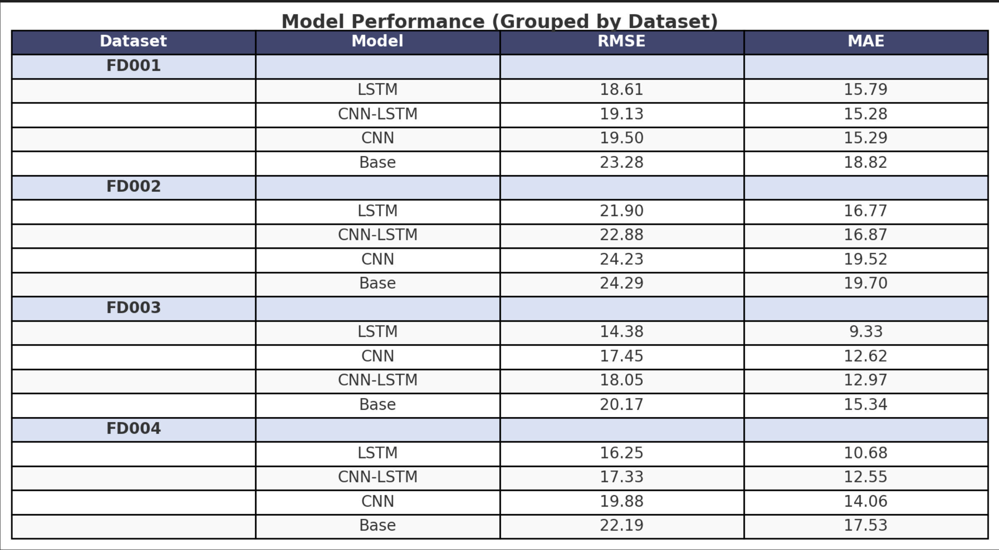 Model Performance (Grouped by Dataset)
Dataset Model RMSE MAE
FD001
LSTM 18.61 15.79
CNN-LSTM 19.13 15.28
CNN 19.50 15.29
Base 23.28 18.82
FD002
LSTM 21.90 16.77
CNN-LSTM 22.88 16.87
CNN 24.23 19.52
Base 24.29 19.70
FD003
LSTM 14.38 9.33
CNN 17.45 12.62
CNN-LSTM 18.05 12.97
Base 20.17 15.34
FD004
LSTM 16.25 10.68
CNN-LSTM 17.33 12.55
CNN 19.88 14.06
Base 22.19 17.53